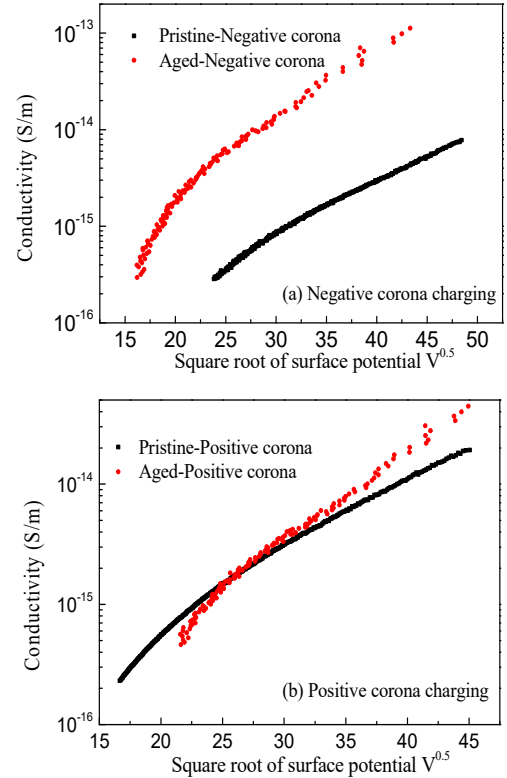 10⁻¹³
Pristine-Negative corona
Aged-Negative corona
10⁻¹⁴
Conductivity (S/m)
10⁻¹⁵
(a) Negative corona charging
10⁻¹⁶
15 20 25 30 35 40 45 50
Square root of surface potential V⁰·⁵
Pristine-Positive corona
Aged-Positive corona
10⁻¹⁴
Conductivity (S/m)
10⁻¹⁵
(b) Positive corona charging
10⁻¹⁶
15 20 25 30 35 40 45
Square root of surface potential V⁰·⁵